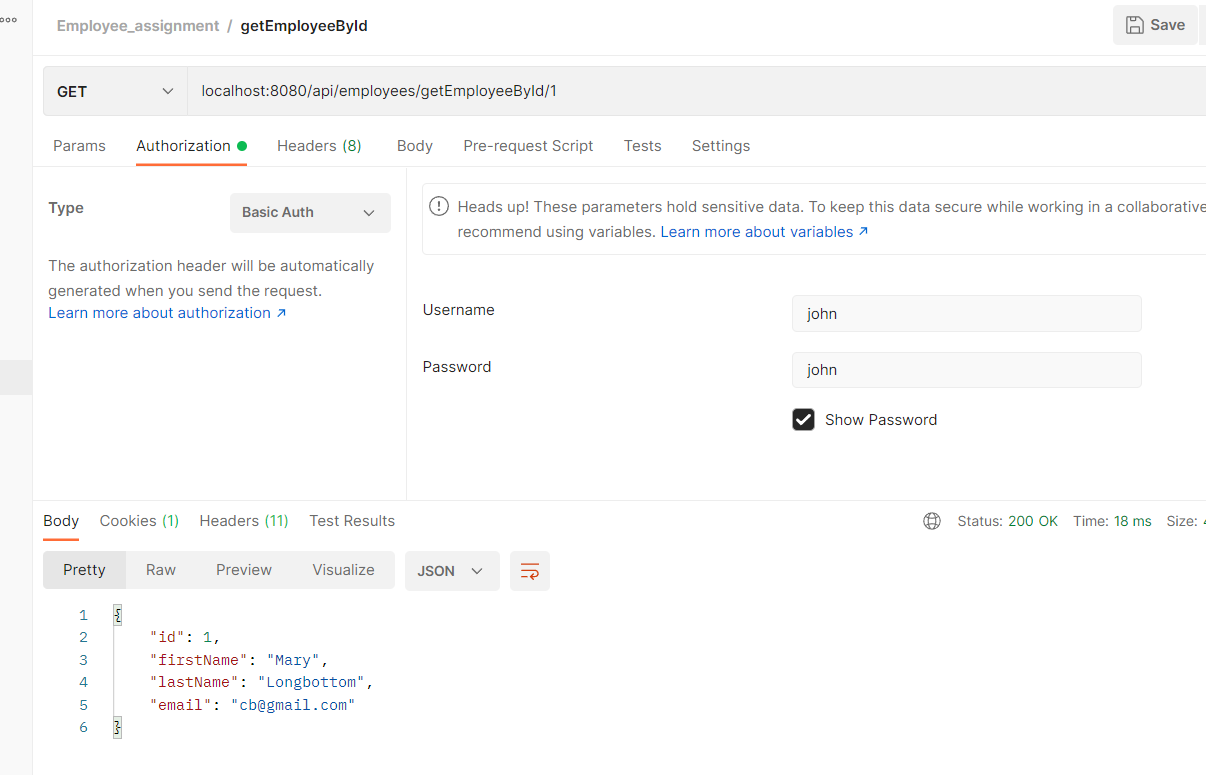 Employee_assignment / getEmployeeById
Save
GET
localhost:8080/api/employees/getEmployeeById/1
Params Authorization Headers (8) Body Pre-request Script Tests Settings
Type
Basic Auth
The authorization header will be automatically
generated when you send the request.
Learn more about authorization ↗
Heads up! These parameters hold sensitive data. To keep this data secure while working in a collaborative
recommend using variables. Learn more about variables ↗
Username
john
Password
john
Show Password
Body Cookies (1) Headers (11) Test Results
Status: 200 OK Time: 18 ms Size:
Pretty Raw Preview Visualize JSON
1 {
2 "id": 1,
3 "firstName": "Mary",
4 "lastName": "Longbottom",
5 "email": "cb@gmail.com"
6 }